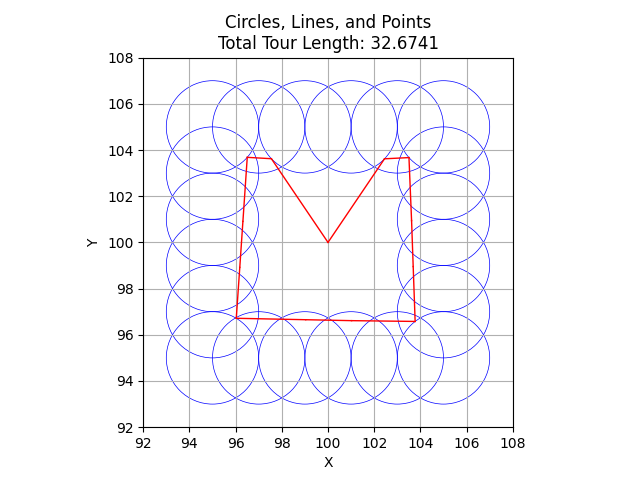 Circles, Lines, and Points
Total Tour Length: 32.6741
108
106
104
102
100
98
96
94
92
Y
92 94 96 98 100 102 104 106 108
X